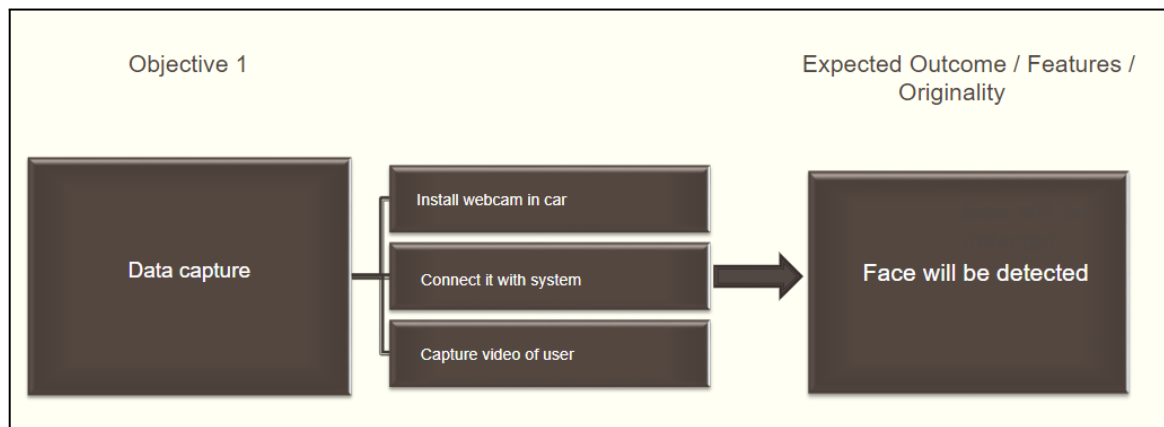 Objective 1
Expected Outcome / Features /
Originality
Data capture
Install webcam in car
Connect it with system
Capture video of user
Face will be detected